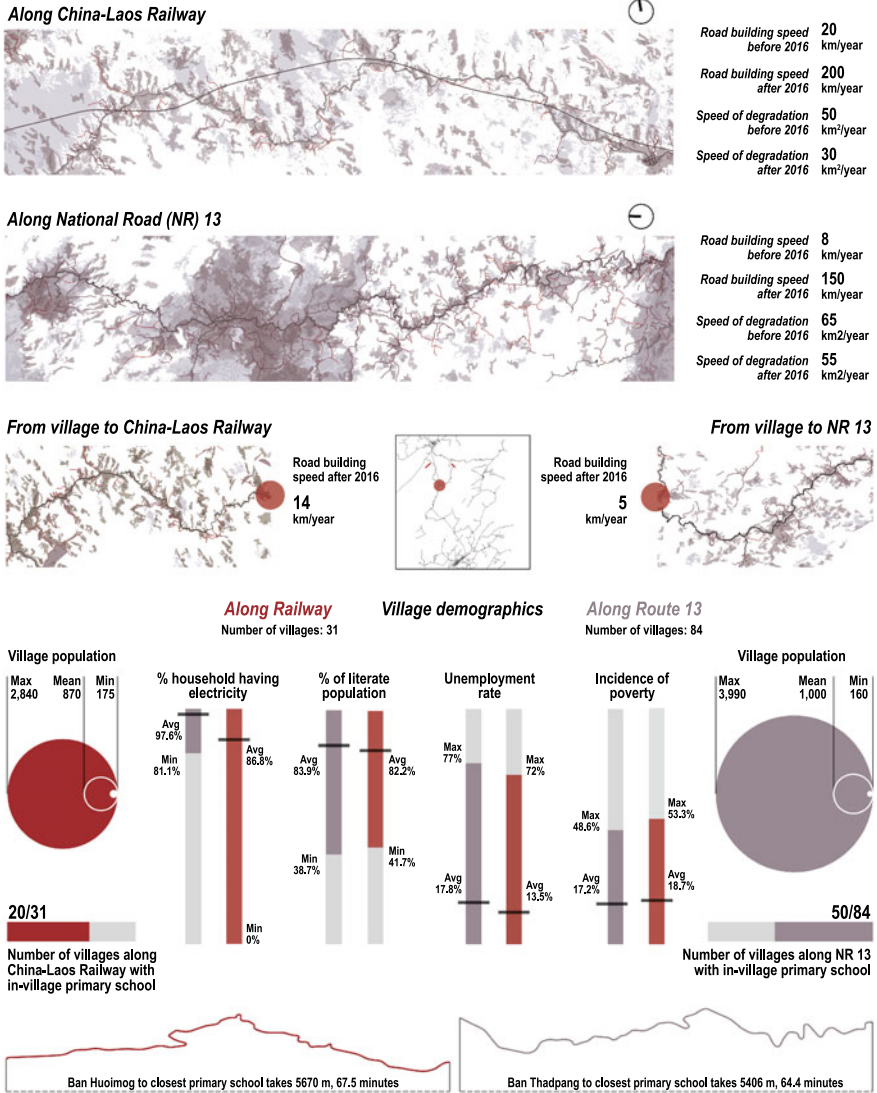 Along China-Laos Railway
Road building speed before 2016 20 km/year
Road building speed after 2016 200 km/year
Speed of degradation before 2016 50 km²/year
Speed of degradation after 2016 30 km²/year
Along National Road (NR) 13
Road building speed before 2016 8 km/year
Road building speed after 2016 150 km/year
Speed of degradation before 2016 65 km2/year
Speed of degradation after 2016 55 km2/year
From village to China-Laos Railway
Road building
speed after 2016
14
km/year
From village to NR 13
Road building
speed after 2016
5
km/year
Along Railway
Number of villages: 31
Village demographics
Along Route 13
Number of villages: 84
Village population
Max 2,840
Mean 870
Min 175
% household having
electricity
Avg
97.6%
Min
81.1%
Avg
86.8%
Min
0%
% of literate
population
Avg
83.9%
Min
38.7%
Avg
82.2%
Min
41.7%
Unemployment
rate
Max
77%
Avg
17.8%
Max
72%
Avg
13.5%
Incidence of
poverty
Max
48.6%
Avg
17.2%
Max
53.3%
Avg
18.7%
Village population
Max 3,990
Mean 1,000
Min 160
20/31
Number of villages along
China-Laos Railway with
in-village primary school
50/84
Number of villages along NR 13
with in-village primary school
Ban Huoimog to closest primary school takes 5670 m, 67.5 minutes
Ban Thadpang to closest primary school takes 5406 m, 64.4 minutes